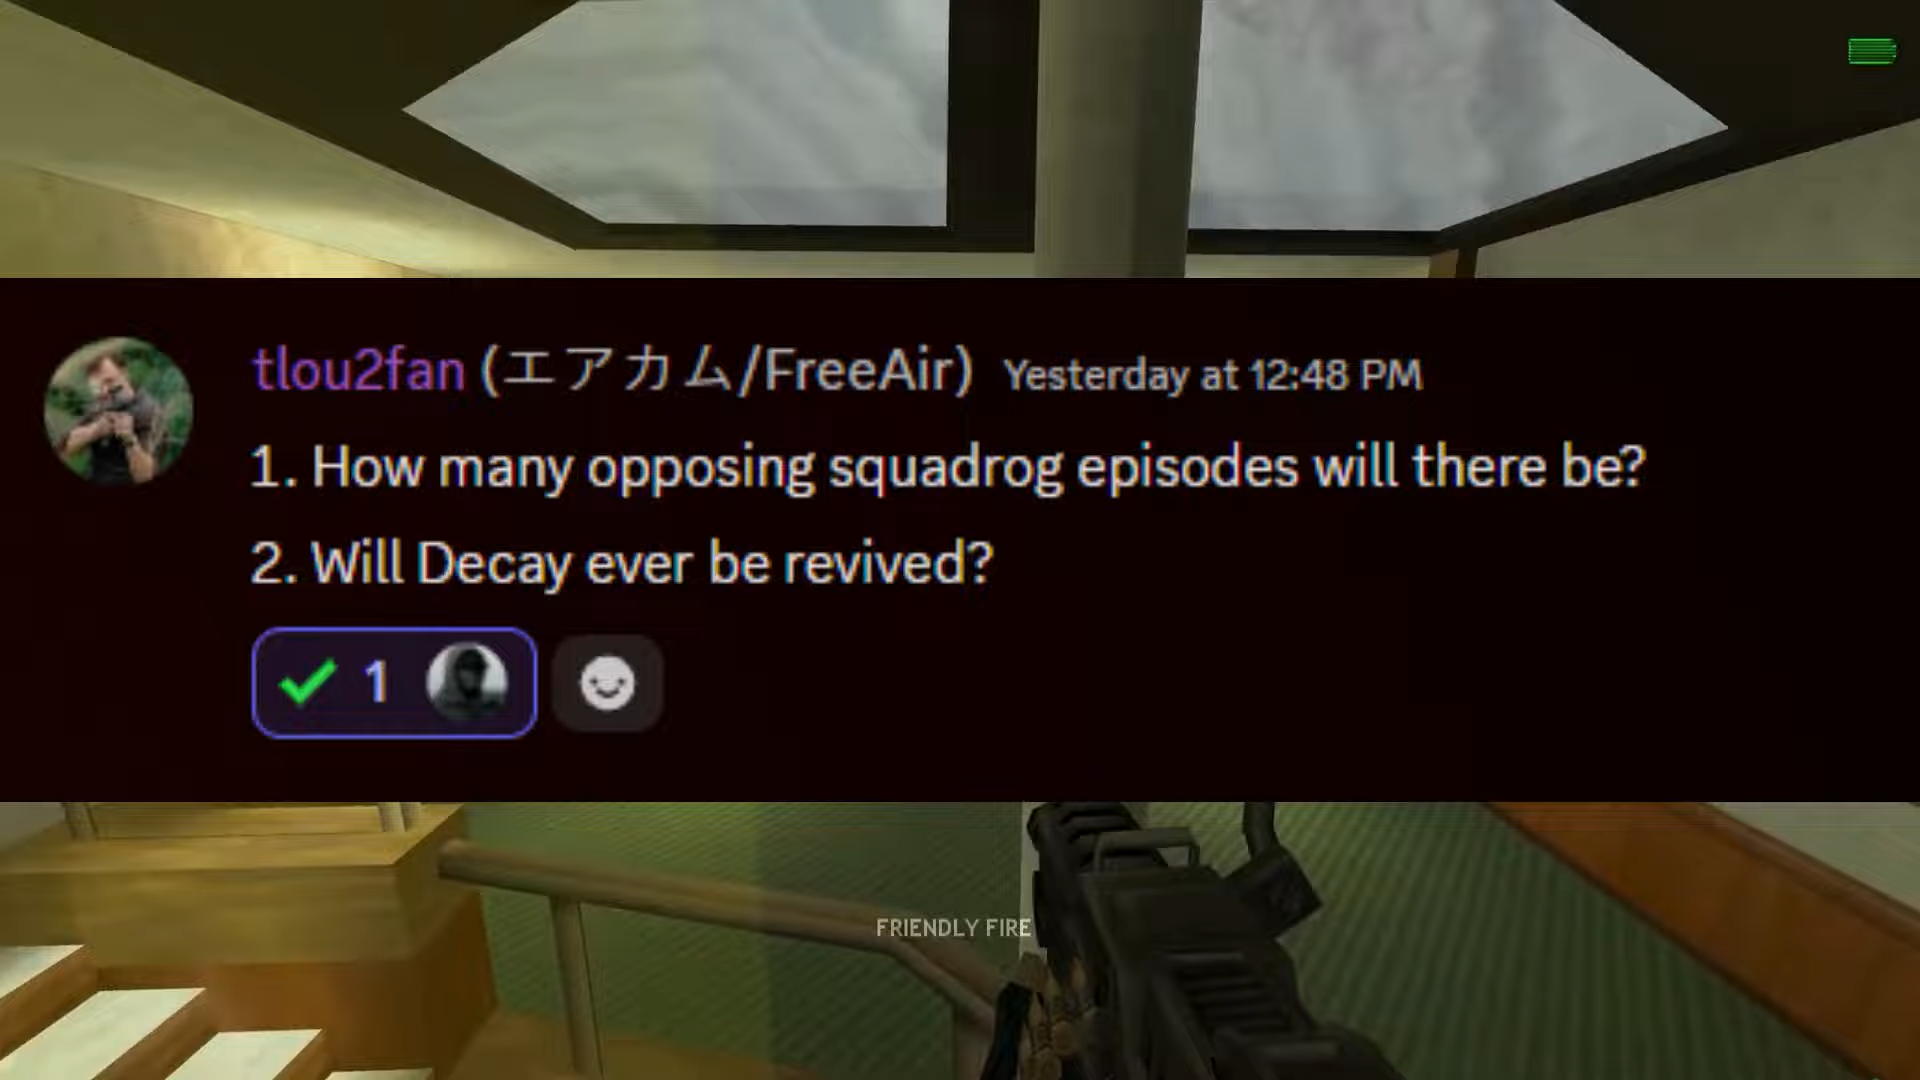 tlou2fan (エアカム/FreeAir) Yesterday at 12:48 PM
1. How many opposing squadrog episodes will there be?
2. Will Decay ever be revived?
1
FRIENDLY FIRE